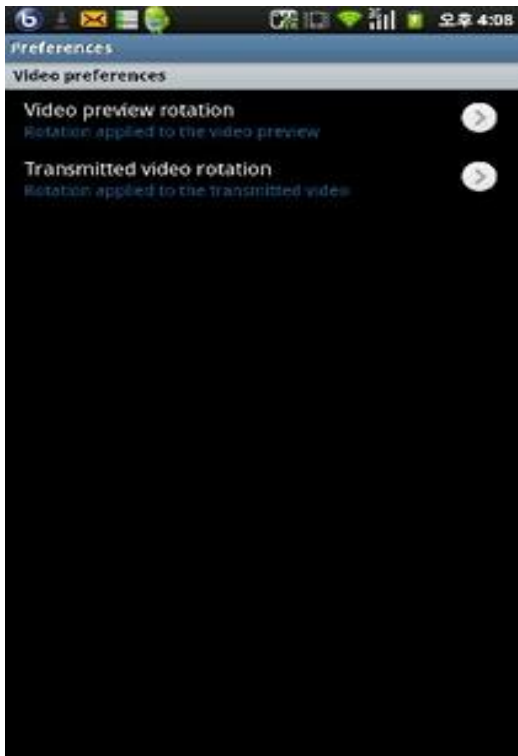 오후 4:08
Preferences
Video preferences
Video preview rotation
Rotation applied to the video preview
Transmitted video rotation
Rotation applied to the transmitted video